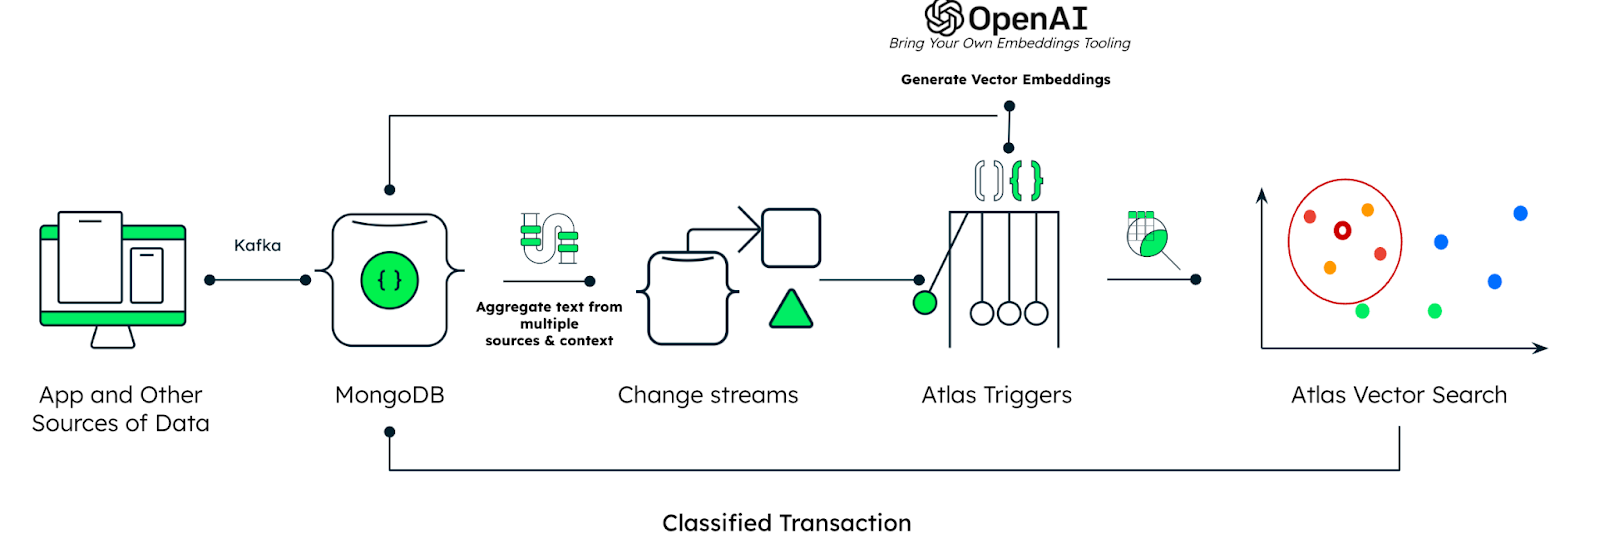 OpenAI
Bring Your Own Embeddings Tooling
Generate Vector Embeddings
Kafka
{ }
Aggregate text from
multiple
sources & context
App and Other
Sources of Data
MongoDB
Change streams
Atlas Triggers
Atlas Vector Search
Classified Transaction